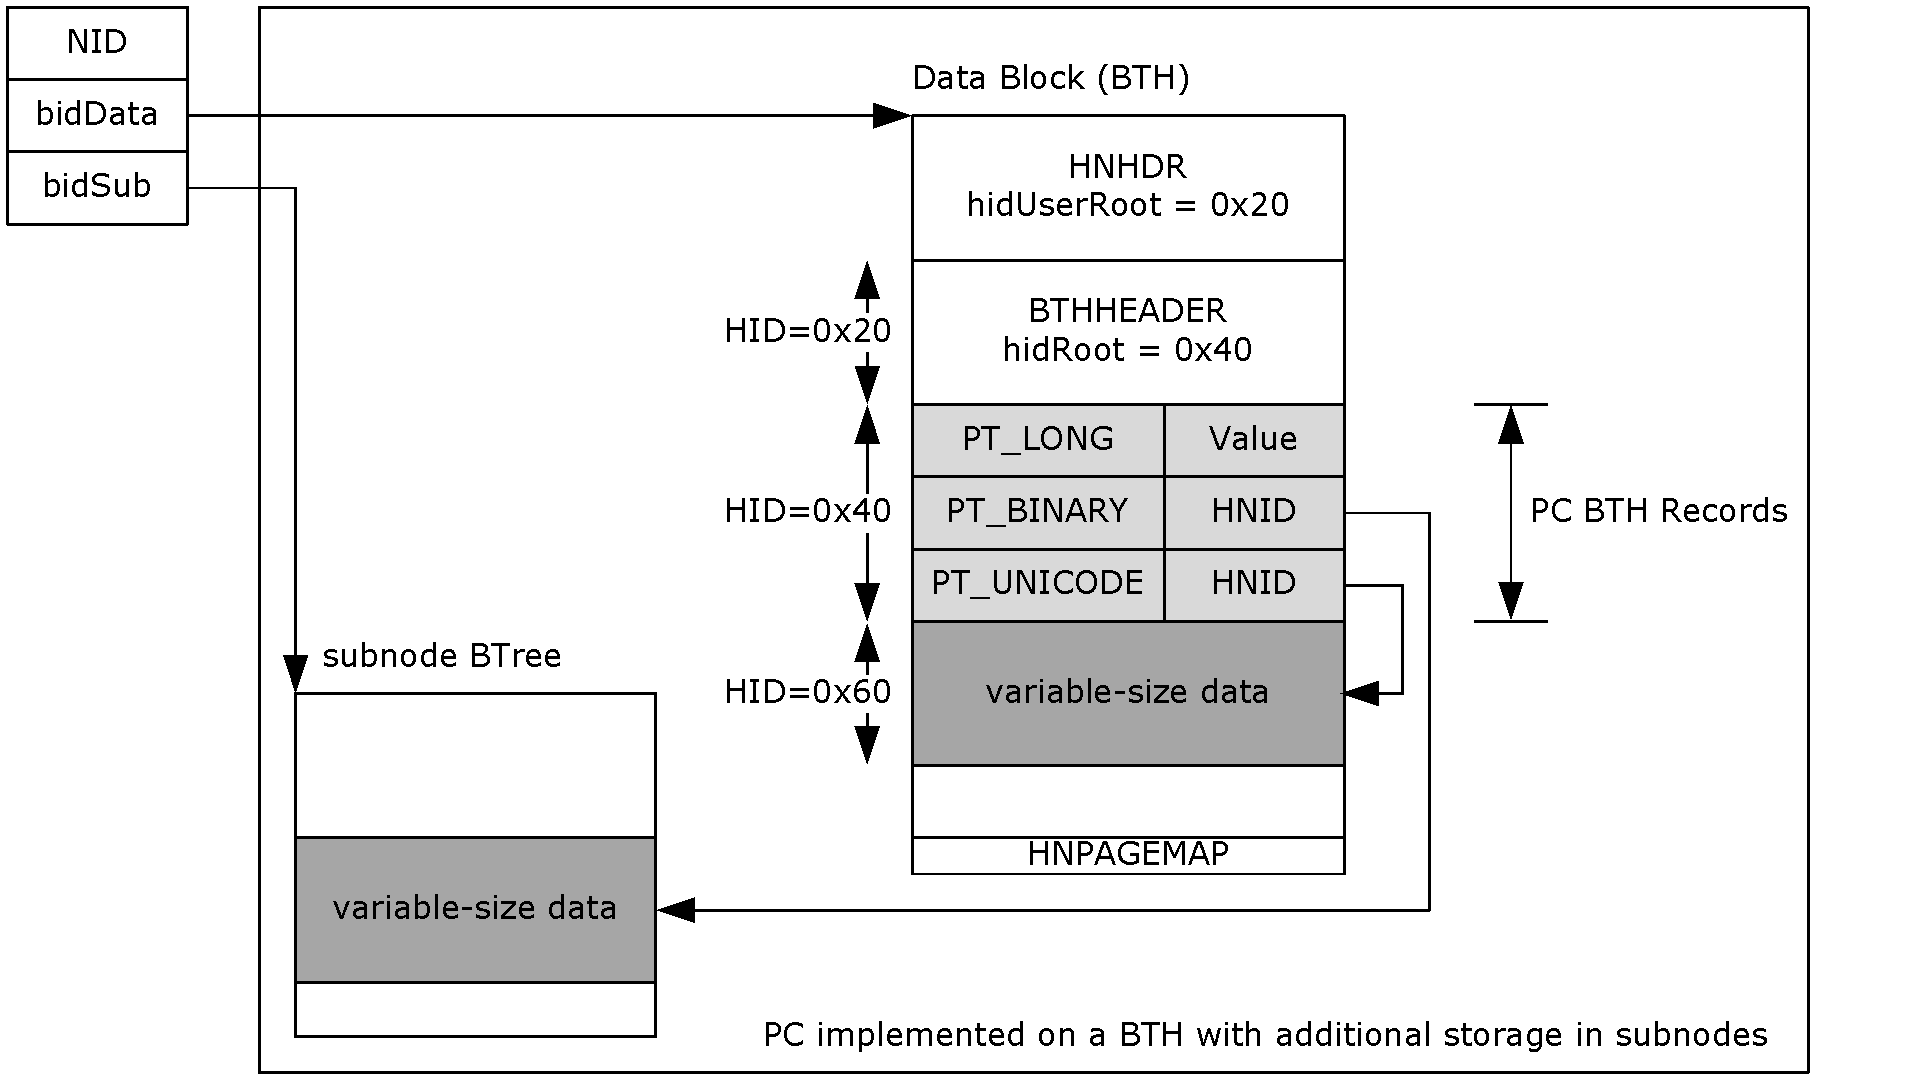 NID
bidData
bidSub
Data Block (BTH)
HNHDR
hidUserRoot = 0x20
HID=0x20
BTHHEADER
hidRoot = 0x40
HID=0x40
PT_LONG
Value
PT_BINARY
HNID
PT_UNICODE
HNID
PC BTH Records
HID=0x60
variable-size data
HNPAGEMAP
subnode BTree
variable-size data
PC implemented on a BTH with additional storage in subnodes